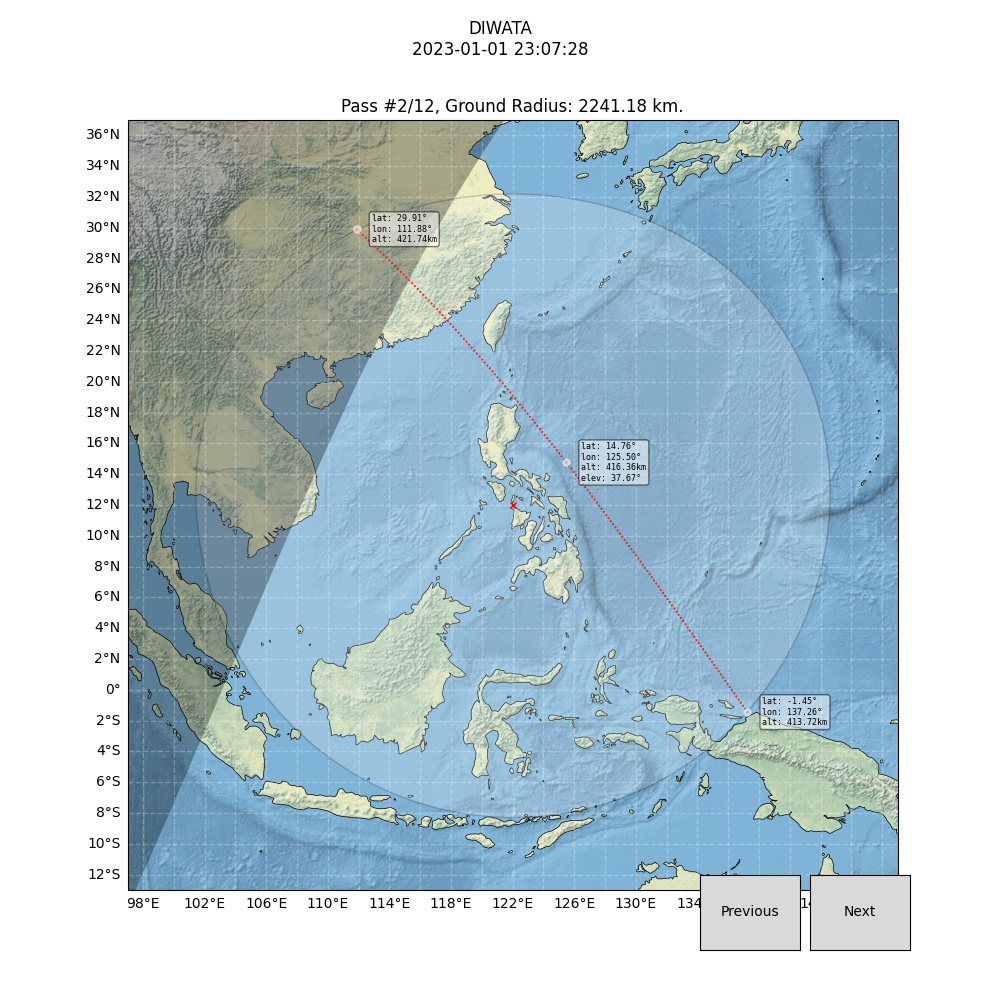 DIWATA
2023-01-01 23:07:28
Pass #2/12, Ground Radius: 2241.18 km.
36°N
34°N
32°N
30°N
28°N
26°N
24°N
22°N
20°N
18°N
16°N
14°N
12°N
10°N
8°N
6°N
4°N
2°N
0°
2°S
4°S
6°S
8°S
10°S
12°S
lat: 29.91°
lon: 111.88°
alt: 421.74km
lat: 14.76°
lon: 125.50°
alt: 416.36km
elev: 37.67°
lat: -1.45°
lon: 137.26°
alt: 413.72km
98°E 102°E 106°E 110°E 114°E 118°E 122°E 126°E 130°E
Previous Next